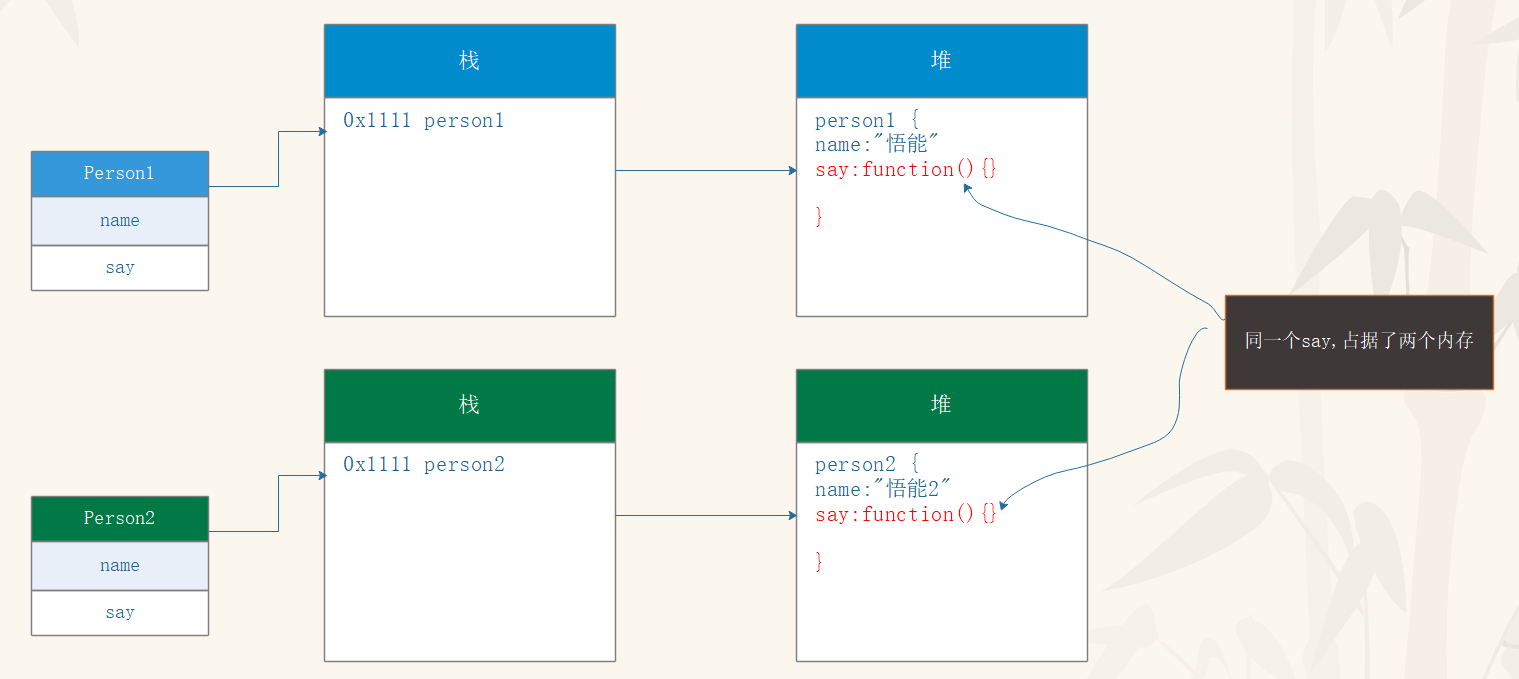 栈
堆
0x1111 person1
person1 {
name:"悟能"
say:function(){}
}
Person1
name
say
同一个say,占据了两个内存
栈
堆
0x1111 person2
person2 {
name:"悟能2"
say:function(){}
}
Person2
name
say